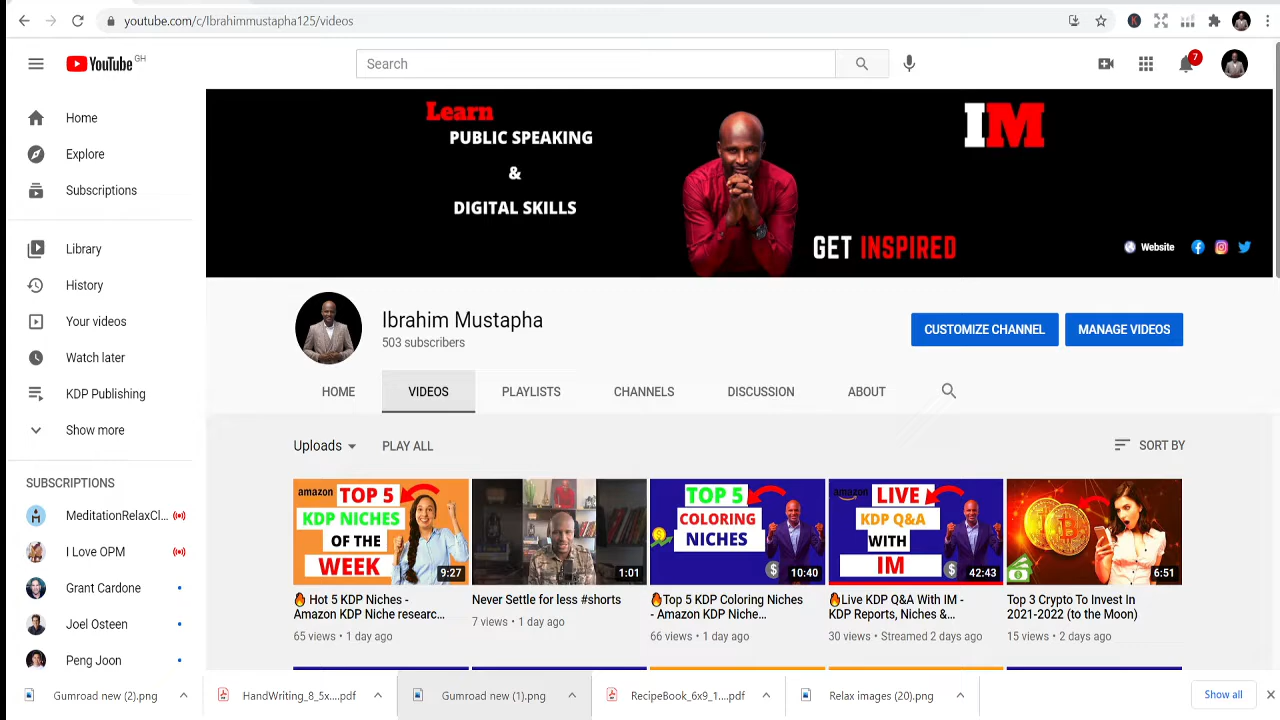 youtube.com/c/Ibrahimmustapha125/videos
K
YouTube GH
Search
7
Home
Explore
Subscriptions
Library
History
Your videos
Watch later
KDP Publishing
Show more
SUBSCRIPTIONS
MeditationRelaxCl...
I Love OPM
Grant Cardone
Joel Osteen
Peng Joon
Learn
PUBLIC SPEAKING
&
DIGITAL SKILLS
IM
GET INSPIRED
Website
Ibrahim Mustapha
503 subscribers
CUSTOMIZE CHANNEL
MANAGE VIDEOS
HOME
VIDEOS
PLAYLISTS
CHANNELS
DISCUSSION
ABOUT
Uploads
PLAY ALL
SORT BY
amazon TOP 5
KDP NICHES
OF THE
WEEK
9:27
🔥 Hot 5 KDP Niches -
Amazon KDP Niche researc...
65 views • 1 day ago
1:01
Never Settle for less #shorts
7 views • 1 day ago
TOP 5
COLORING
NICHES
$
10:40
🔥Top 5 KDP Coloring Niches
- Amazon KDP Niche...
66 views • 1 day ago
amazon LIVE
KDP Q&A
WITH
IM
$
42:43
🔥Live KDP Q&A With IM -
KDP Reports, Niches &...
30 views • Streamed 2 days ago
6:51
Top 3 Crypto To Invest In
2021-2022 (to the Moon)
15 views • 2 days ago
Gumroad new (2).png
HandWriting_8_5x....pdf
Gumroad new (1).png
RecipeBook_6x9_1....pdf
Relax images (20).png
Show all